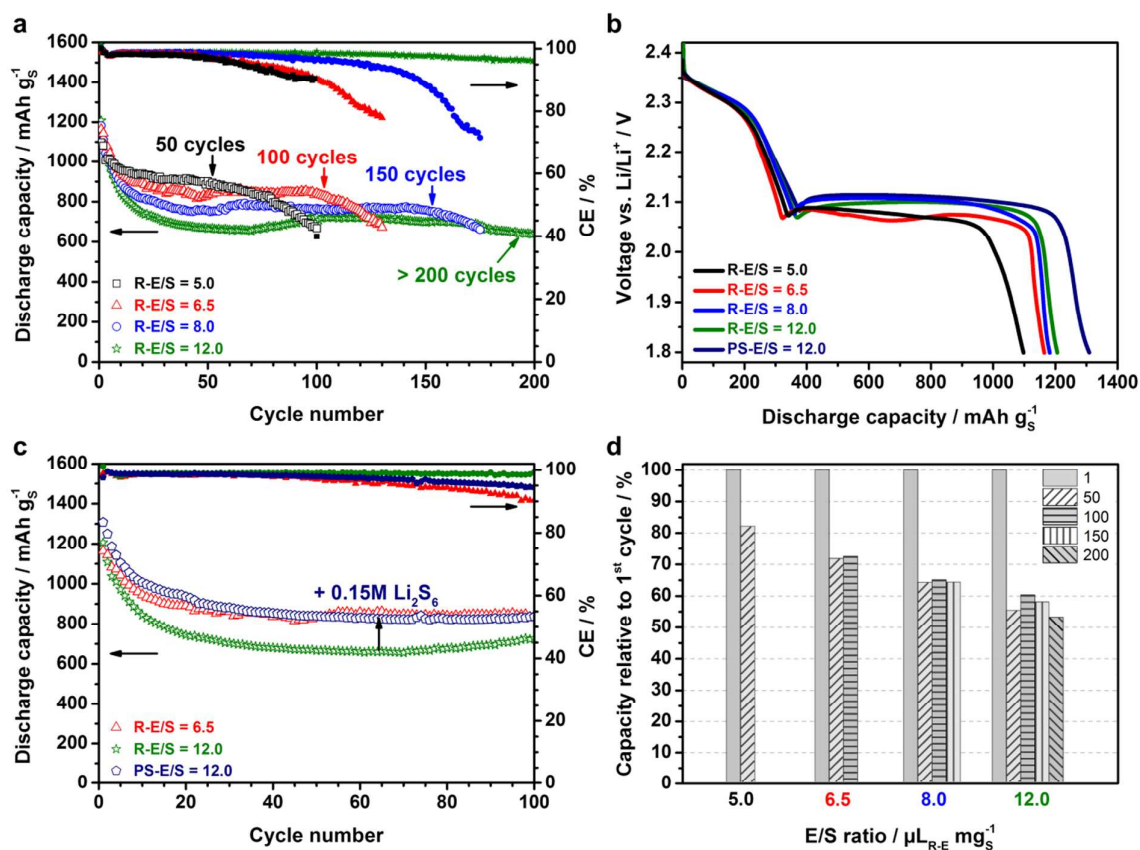 a
1600
1400
1200
1000
800
600
400
200
0
Discharge capacity / mAh g_S^-1
100
80
60
40
20
0
CE / %
50 cycles
100 cycles
150 cycles
> 200 cycles
R-E/S = 5.0
R-E/S = 6.5
R-E/S = 8.0
R-E/S = 12.0
0 50 100 150 200
Cycle number
b
2.4
2.3
2.1
2.0
1.9
1.8
Voltage vs. Li/Li⁺ / V
R-E/S = 5.0
R-E/S = 6.5
R-E/S = 8.0
R-E/S = 12.0
PS-E/S = 12.0
0 200 400 600 800 1000 1200 1400
Discharge capacity / mAh g_S^-1
c
1600
1400
1200
1000
800
600
400
200
0
Discharge capacity / mAh g_S^-1
100
80
60
40
20
0
CE / %
+ 0.15M Li₂S₆
R-E/S = 6.5
R-E/S = 12.0
PS-E/S = 12.0
0 20 40 60 80 100
Cycle number
d
100
90
80
70
60
50
40
30
20
10
0
Capacity relative to 1st cycle / %
1
50
100
150
200
5.0 6.5 8.0 12.0
E/S ratio / µL_R-E mg_S^-1